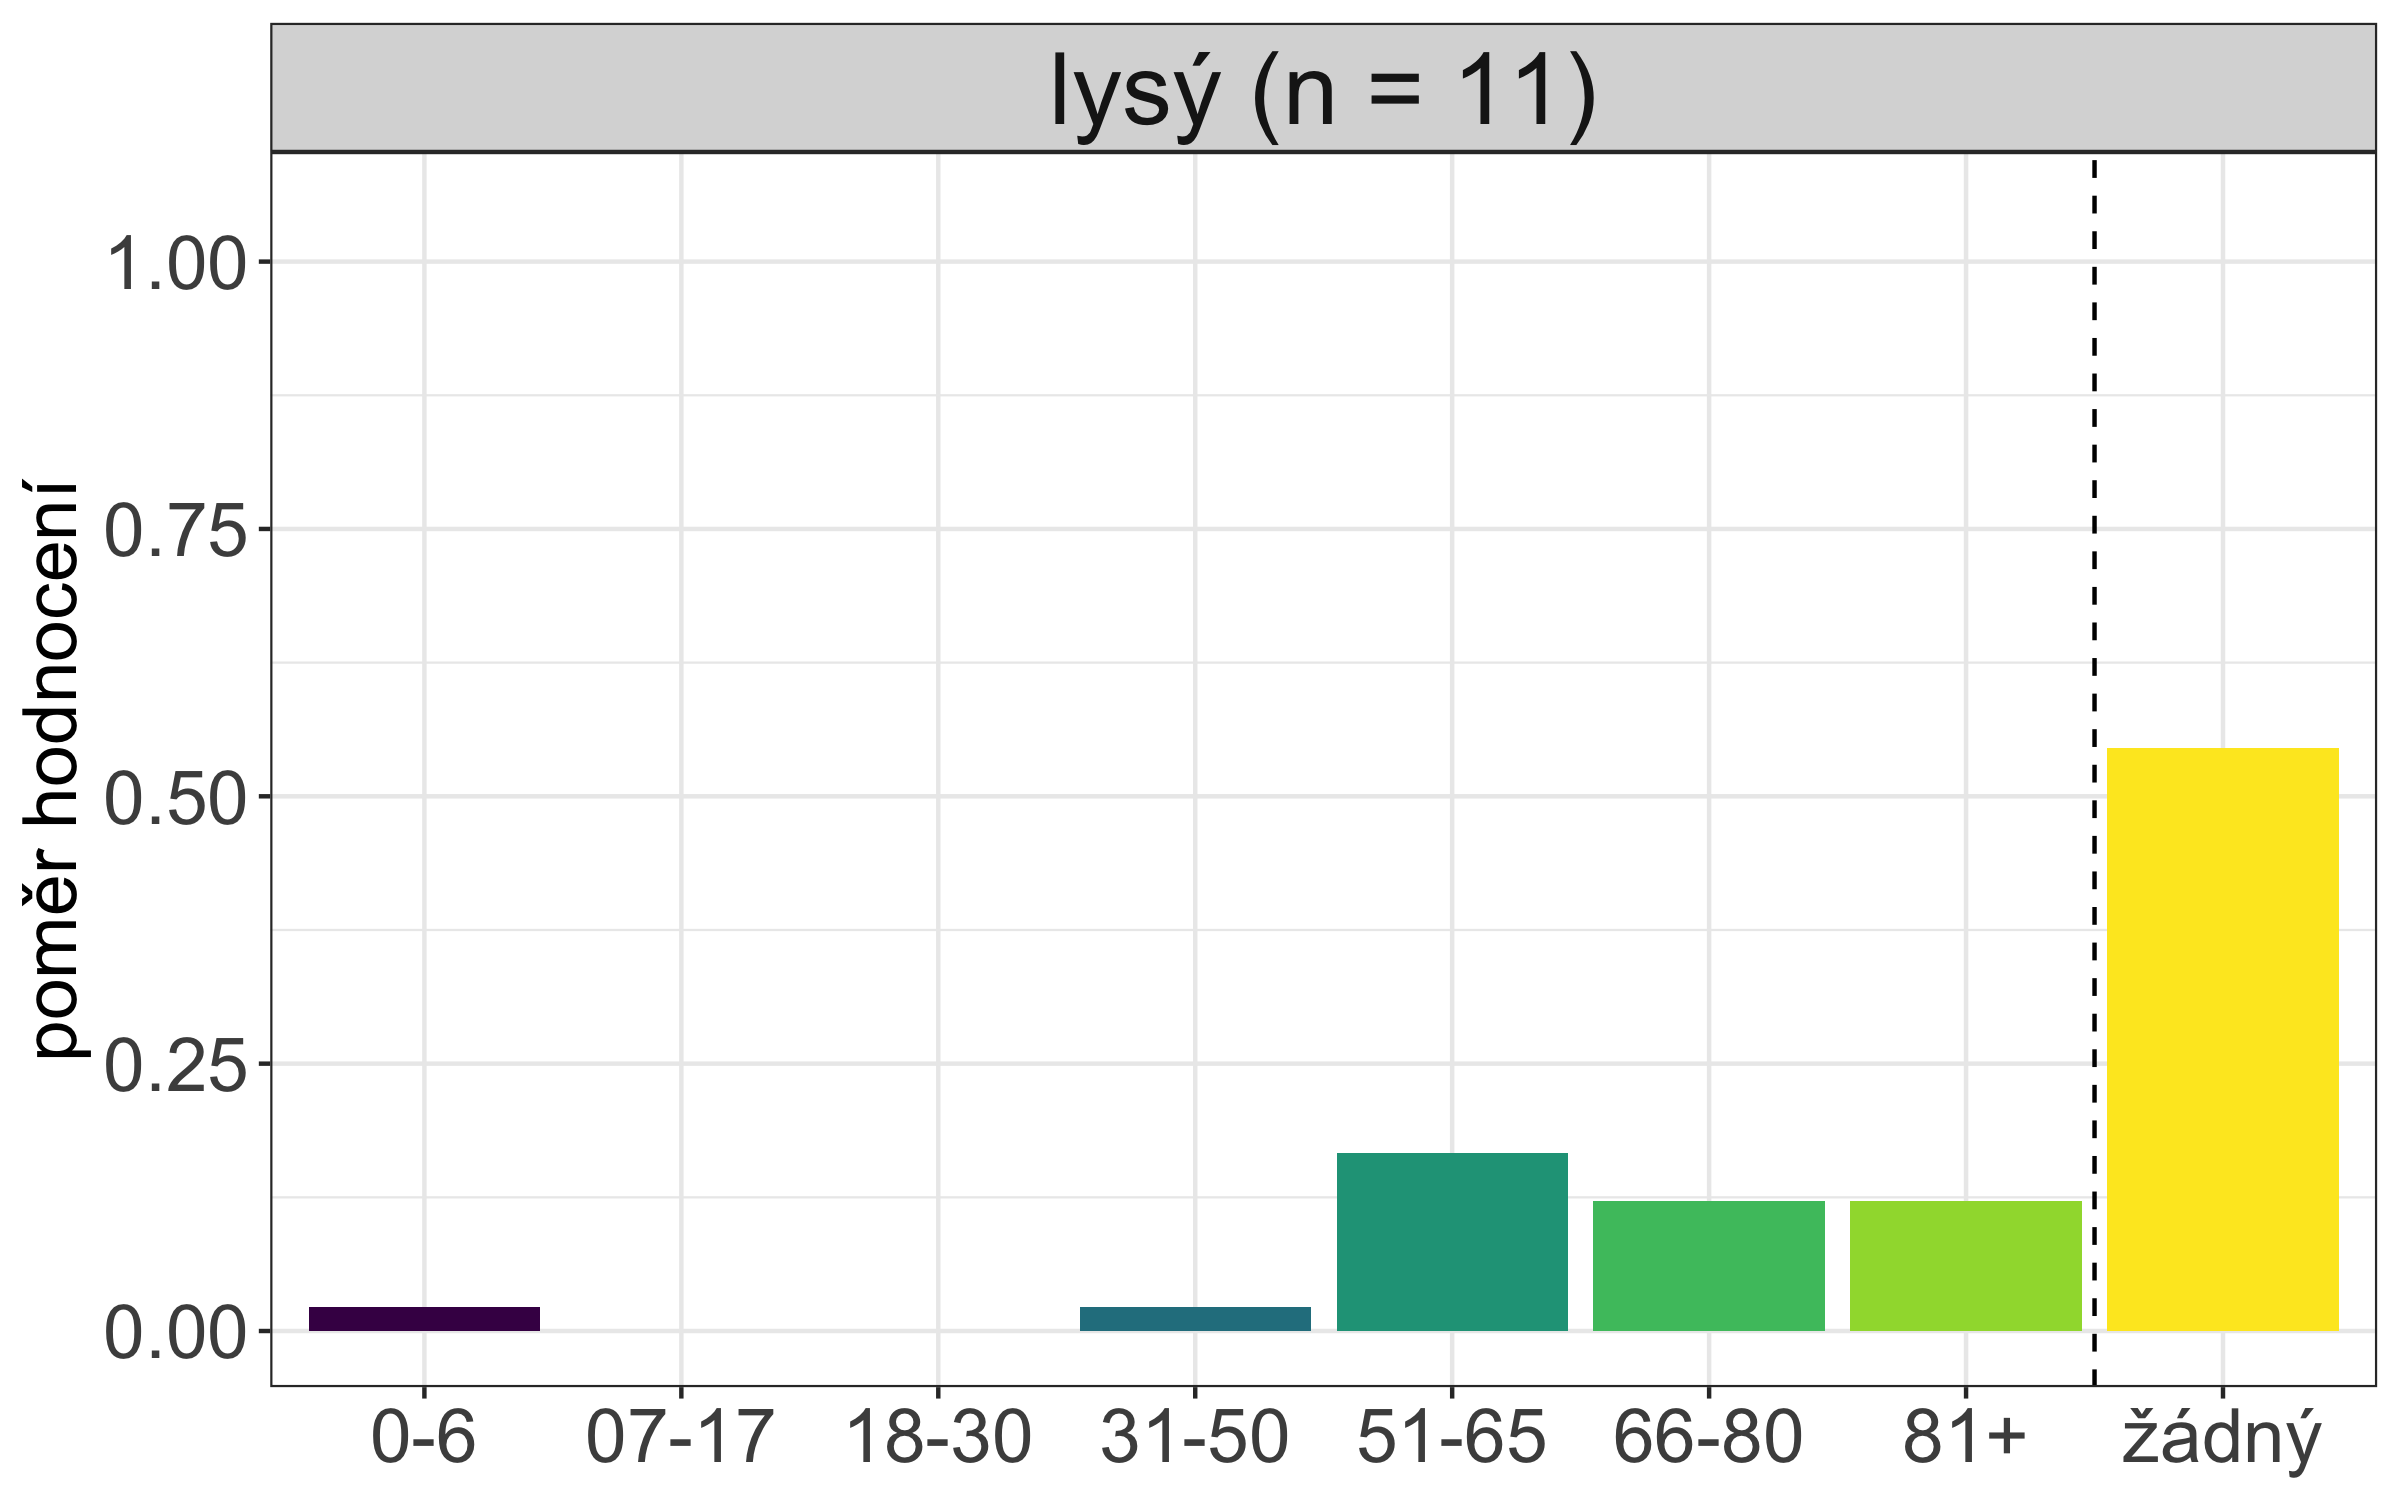 lysý (n = 11)
poměr hodnocení
1.00
0.75
0.50
0.25
0.00
0-6 07-17 18-30 31-50 51-65 66-80 81+ žádný